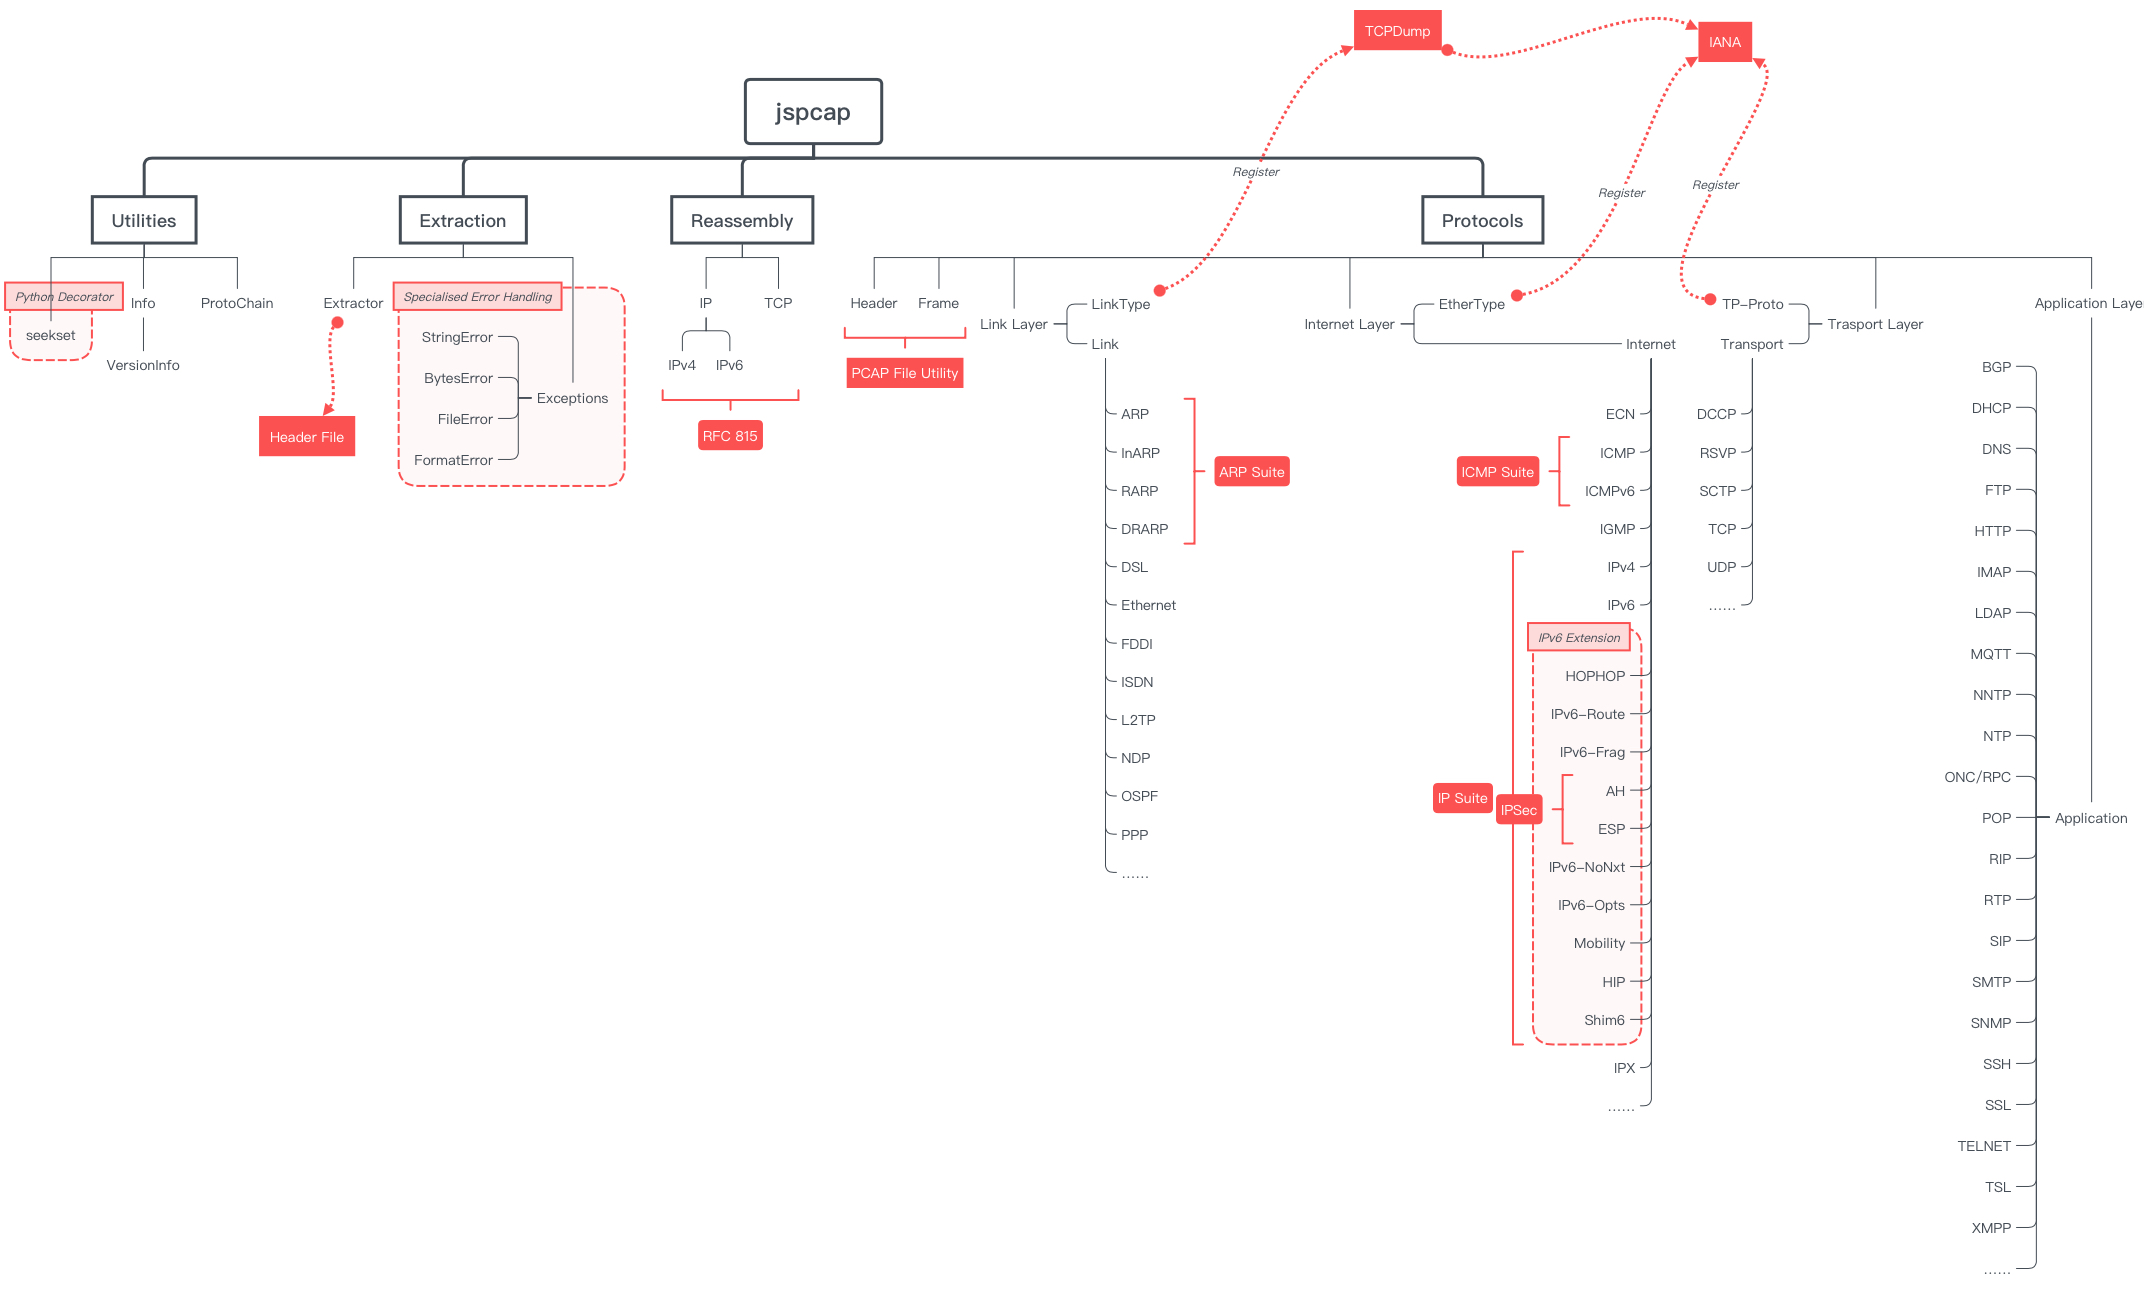 TCPDump
IANA
jspcap
Register
Register
Register
Utilities
Extraction
Reassembly
Protocols
Python Decorator
seekset
Info
VersionInfo
ProtoChain
Extractor
Header File
Specialised Error Handling
StringError
BytesError
FileError
FormatError
Exceptions
IP
TCP
IPv4
IPv6
RFC 815
Header
Frame
PCAP File Utility
Link Layer
LinkType
Link
ARP
InARP
RARP
DRARP
ARP Suite
DSL
Ethernet
FDDI
ISDN
L2TP
NDP
OSPF
PPP
......
Internet Layer
EtherType
Internet
ECN
ICMP
ICMPv6
ICMP Suite
IGMP
IPv4
IPv6
IPv6 Extension
HOPHOP
IPv6-Route
IPv6-Frag
AH
ESP
IP Suite
IPSec
IPv6-NoNxt
IPv6-Opts
Mobility
HIP
Shim6
IPX
......
TP-Proto
Trasport Layer
Transport
DCCP
RSVP
SCTP
TCP
UDP
......
Application Layer
BGP
DHCP
DNS
FTP
HTTP
IMAP
LDAP
MQTT
NNTP
NTP
ONC/RPC
POP
Application
RIP
RTP
SIP
SMTP
SNMP
SSH
SSL
TELNET
TSL
XMPP
......